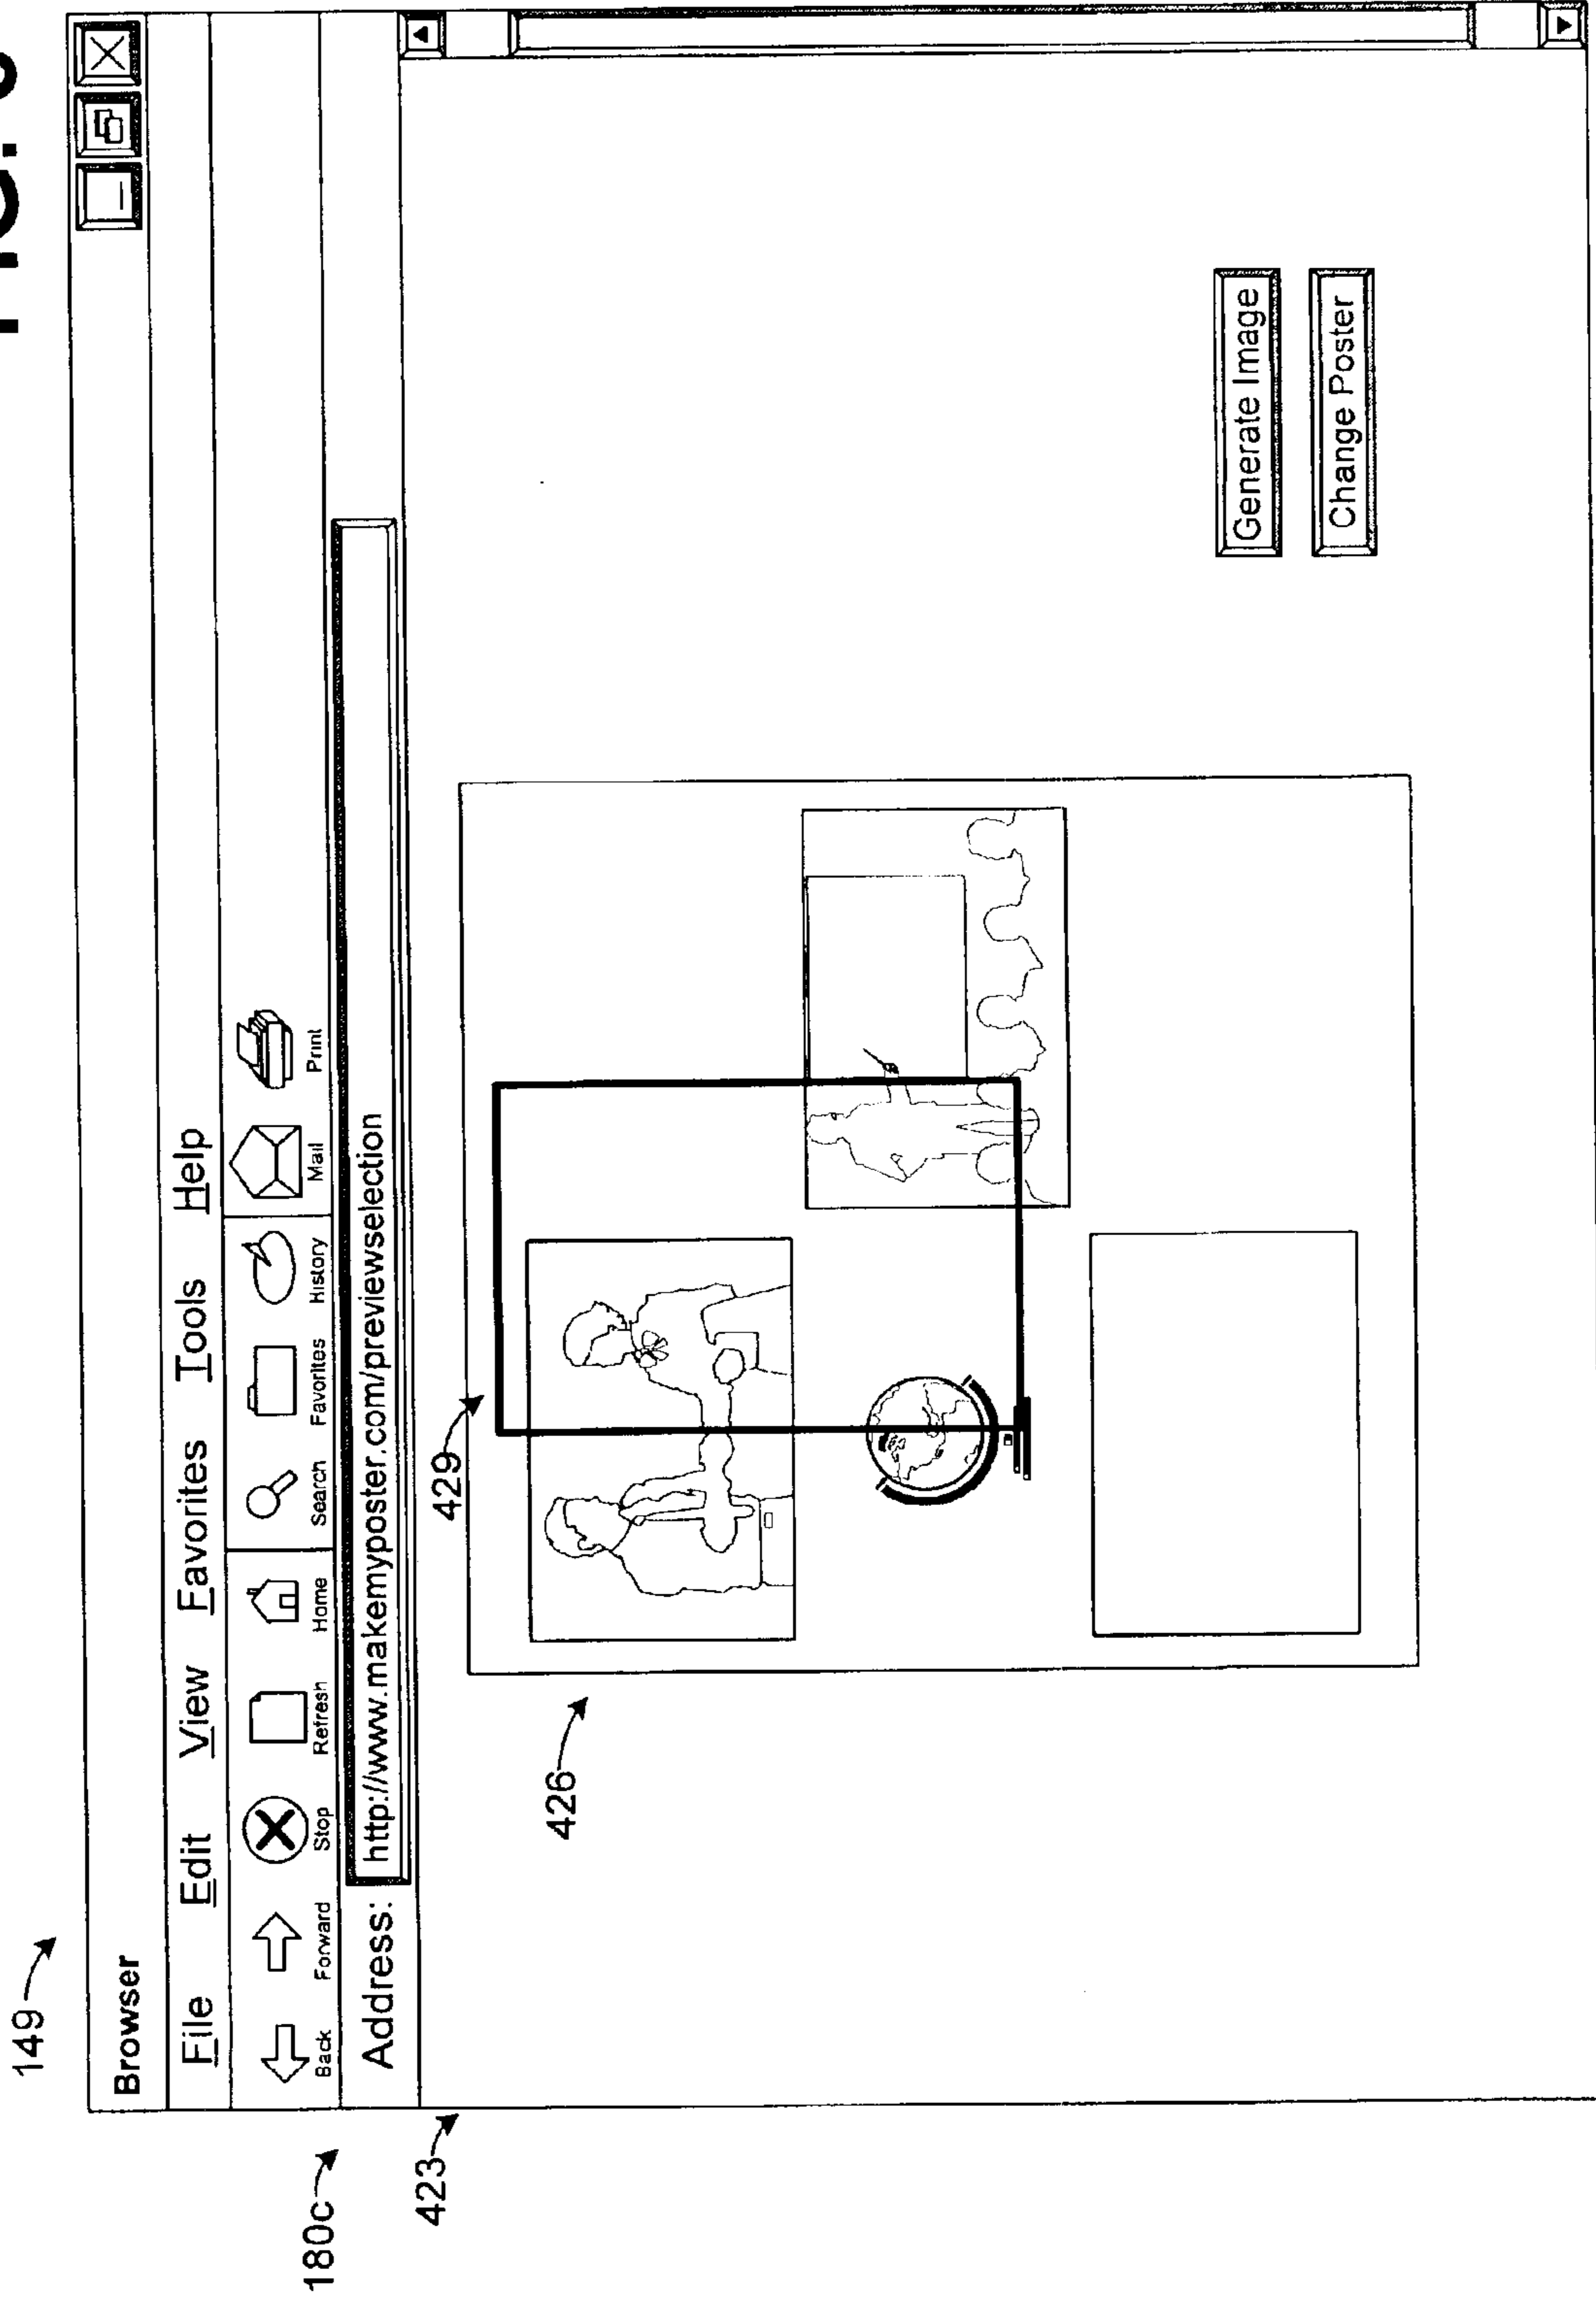 149
Browser
File Edit View Favorites Tools Help
Back Forward Stop Refresh Home Search Favorites History Mail Print
180c
Address: http://www.makemyposter.com/previewselection
423
429
426
Generate Image
Change Poster